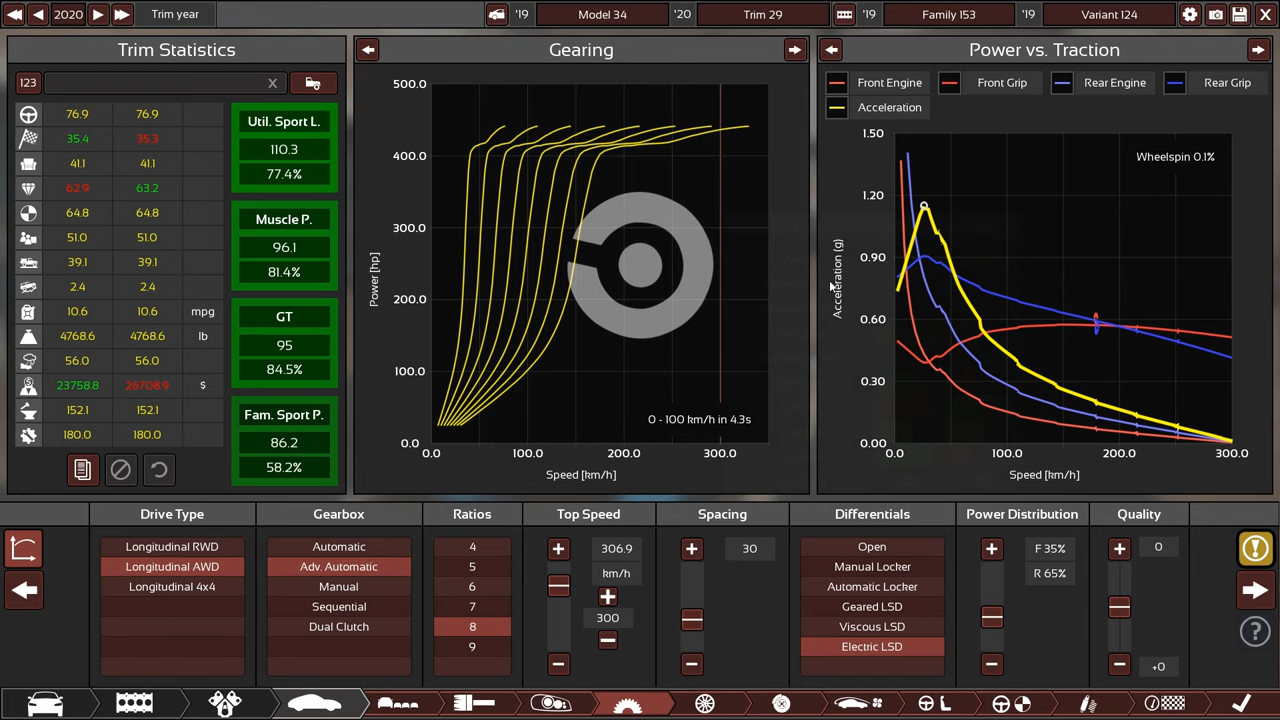 2020
Trim year
'19
Model 34
'20
Trim 29
'19
Family 153
'19
Variant 124
Trim Statistics
123
X
76.9 76.9
35.4 35.3
41.1 41.1
62.9 63.2
64.8 64.8
51.0 51.0
39.1 39.1
2.4 2.4
10.6 10.6 mpg
4768.6 4768.6 lb
56.0 56.0
23758.8 26708.9 $
152.1 152.1
180.0 180.0
Util. Sport L.
110.3
77.4%
Muscle P.
96.1
81.4%
GT
95
84.5%
Fam. Sport P.
86.2
58.2%
Gearing
500.0
400.0
300.0
200.0
100.0
0.0
Power [hp]
0.0 100.0 200.0 300.0
Speed [km/h]
0 - 100 km/h in 4.3s
Power vs. Traction
Front Engine
Front Grip
Rear Engine
Rear Grip
Acceleration
1.50
1.20
0.90
0.60
0.30
0.00
Acceleration (g)
Wheelspin 0.1%
0.0 100.0 200.0 300.0
Speed [km/h]
Drive Type
Longitudinal RWD
Longitudinal AWD
Longitudinal 4x4
Gearbox
Automatic
Adv. Automatic
Manual
Sequential
Dual Clutch
Ratios
4
5
6
7
8
9
Top Speed
306.9
km/h
300
Spacing
30
Differentials
Open
Manual Locker
Automatic Locker
Geared LSD
Viscous LSD
Electric LSD
Power Distribution
F 35%
R 65%
Quality
0
+0